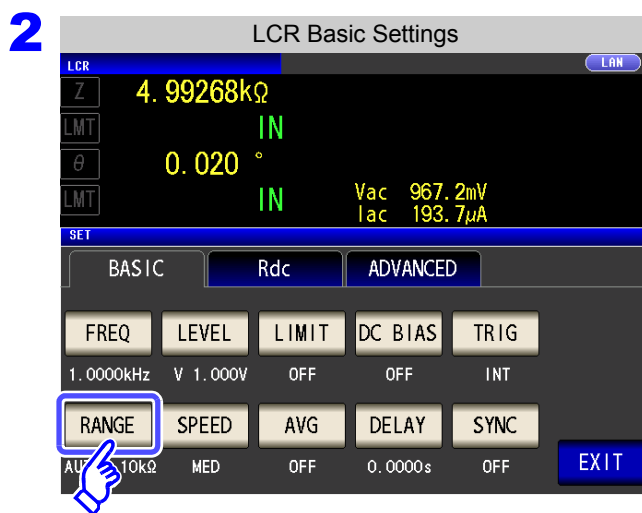 2
LCR Basic Settings
LCR LAN
Z 4.99268kΩ
LMT IN
θ 0.020 °
LMT IN
Vac 967.2mV
Iac 193.7μA
SET
BASIC Rdc ADVANCED
FREQ LEVEL LIMIT DC BIAS TRIG
1.0000kHz V 1.000V OFF OFF INT
RANGE SPEED AVG DELAY SYNC
10kΩ MED OFF 0.0000s OFF
EXIT